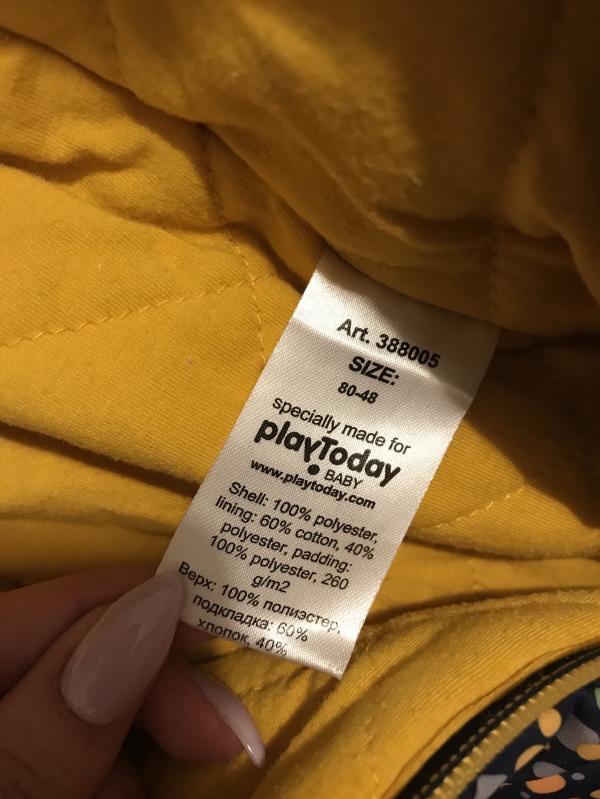 Art. 388005
SIZE:
80-48
specially made for
playToday
BABY
www.playtoday.com
Shell: 100% polyester,
lining: 60% cotton, 40%
polyester, padding:
100% polyester, 260
g/m2
Верх: 100% полиэстер,
подкладка: 60%
хлопок, 40%